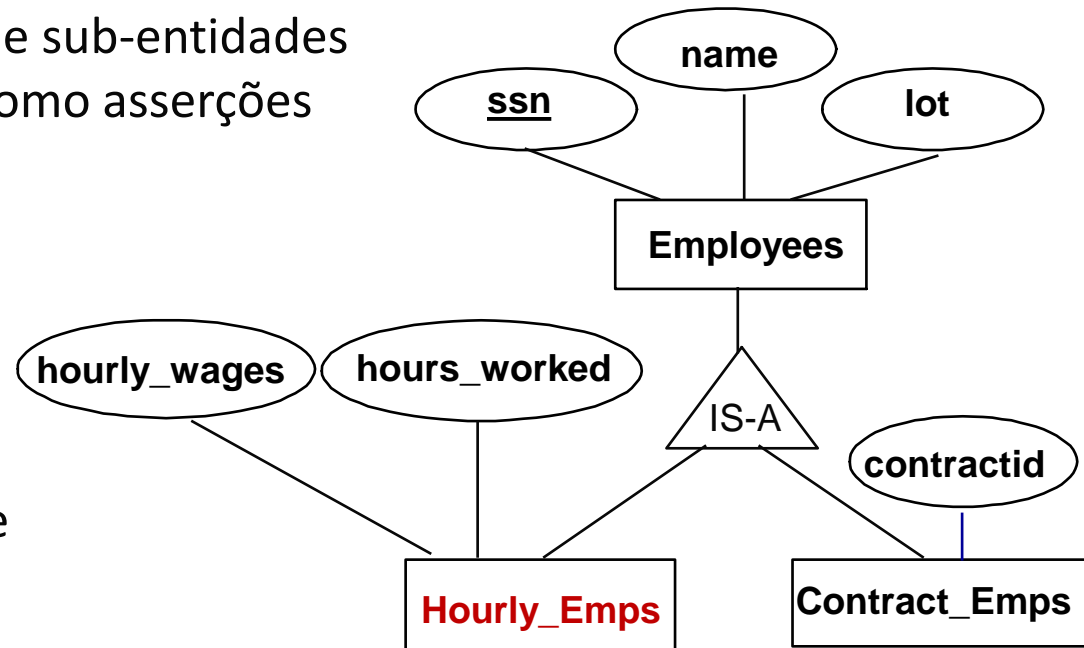 e sub-entidades
omo asserções
name
ssn
lot
Employees
hourly_wages
hours_worked
IS-A
contractid
e
Hourly_Emps
Contract_Emps